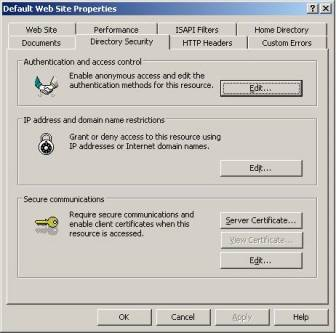 Default Web Site Properties
Web Site
Performance
ISAPI Filters
Home Directory
Documents
Directory Security
HTTP Headers
Custom Errors
Authentication and access control
Enable anonymous access and edit the
authentication methods for this resource.
Edit...
IP address and domain name restrictions
Grant or deny access to this resource using
IP addresses or Internet domain names.
Edit...
Secure communications
Require secure communications and
enable client certificates when this
resource is accessed.
Server Certificate...
View Certificate...
Edit...
OK
Cancel
Apply
Help